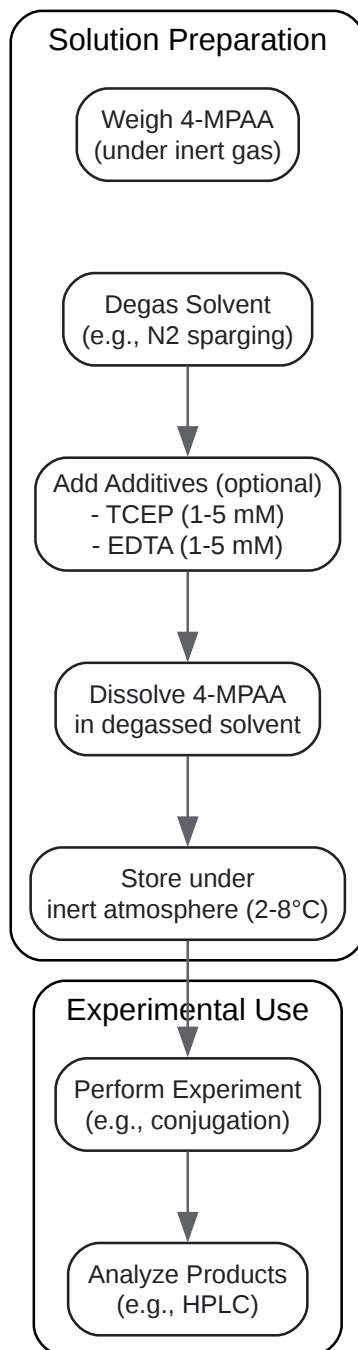 Solution Preparation
Weigh 4-MPAA
(under inert gas)
Degas Solvent
(e.g., N2 sparging)
Add Additives (optional)
- TCEP (1-5 mM)
- EDTA (1-5 mM)
Dissolve 4-MPAA
in degassed solvent
Store under
inert atmosphere (2-8°C)
Experimental Use
Perform Experiment
(e.g., conjugation)
Analyze Products
(e.g., HPLC)